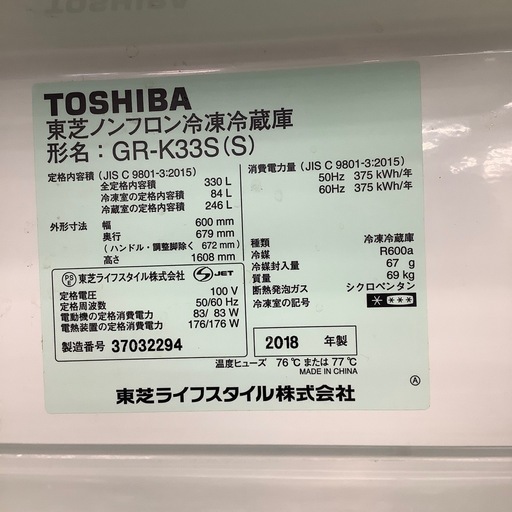 TOSHIBA
東芝ノンフロン冷凍冷蔵庫
形名：GR-K33S(S)
定格内容積（JIS C 9801-3:2015）
全定格内容積 330 L
冷凍室の定格内容積 84 L
冷蔵室の定格内容積 246 L
外形寸法 幅 600 mm
奥行 679 mm
(ハンドル・調整脚除く 672 mm)
高さ 1608 mm
消費電力量（JIS C 9801-3:2015）
50Hz 375 kWh/年
60Hz 375 kWh/年
種類 冷凍冷蔵庫
冷媒 R600a
冷媒封入量 67 g
質量 69 kg
断熱発泡ガス シクロペンタン
冷凍室の記号 * ***
PS E 東芝ライフスタイル株式会社 S JET
定格電圧 100 V
定格周波数 50/60 Hz
電動機の定格消費電力 83/ 83 W
電熱装置の定格消費電力 176/176 W
製造番号 37032294
2018 年製
温度ヒューズ 76℃または77℃
MADE IN CHINA
東芝ライフスタイル株式会社
A